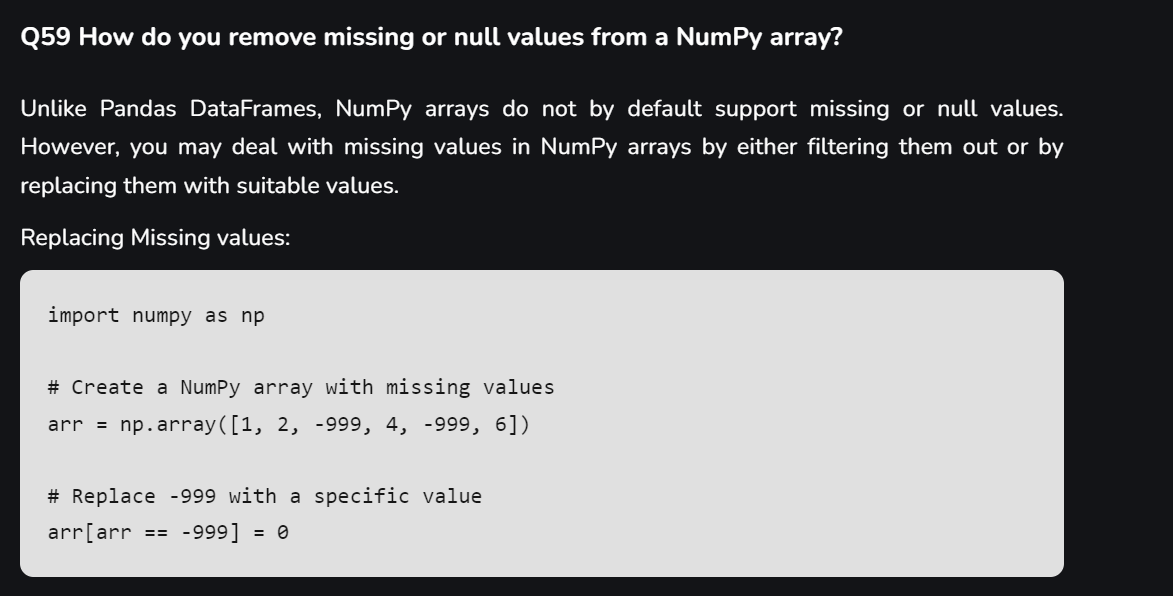 Q59 How do you remove missing or null values from a NumPy array?
Unlike Pandas DataFrames, NumPy arrays do not by default support missing or null values.
However, you may deal with missing values in NumPy arrays by either filtering them out or by
replacing them with suitable values.
Replacing Missing values:
import numpy as np
# Create a NumPy array with missing values
arr = np.array([1, 2, -999, 4, -999, 6])
# Replace -999 with a specific value
arr[arr == -999] = 0